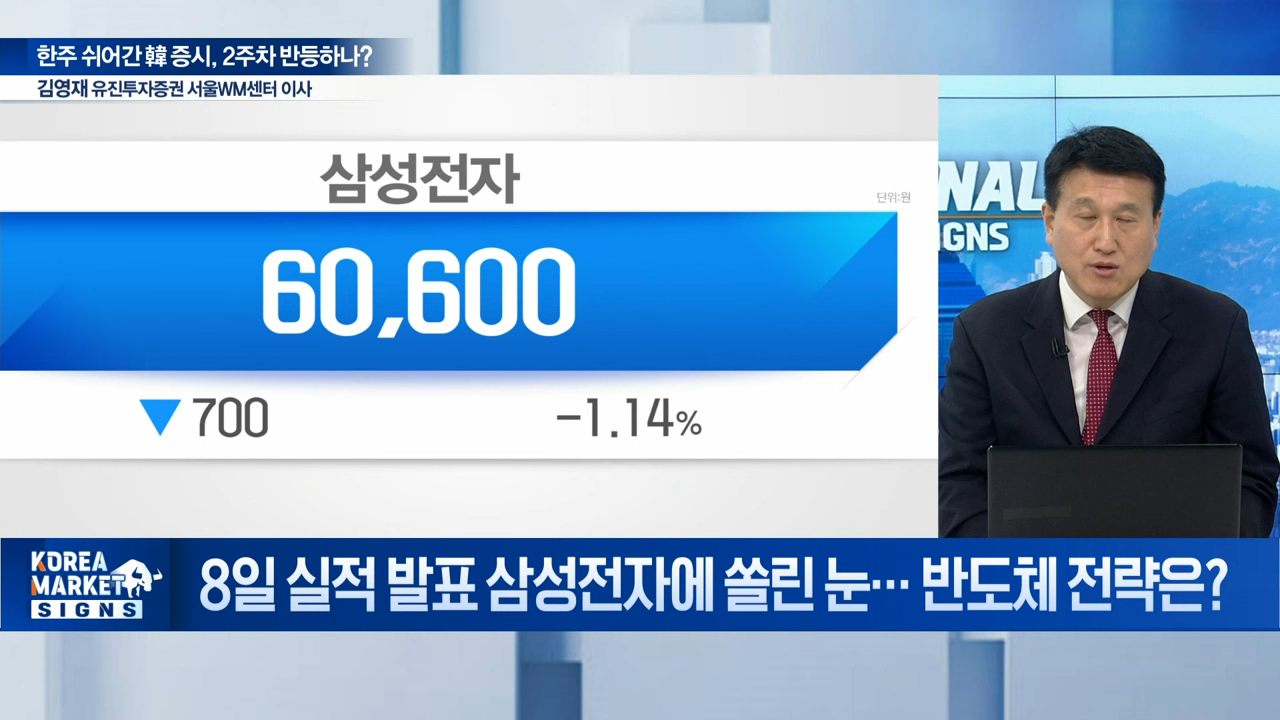 한주 쉬어간 韓 증시, 2주차 반등하나?
김영재 유진투자증권 서울WM센터 이사
삼성전자
단위:원
60,600
▼ 700
-1.14%
NAL
IGNS
KOREA
MARKET
SIGNS
8일 실적 발표 삼성전자에 쏠린 눈… 반도체 전략은?